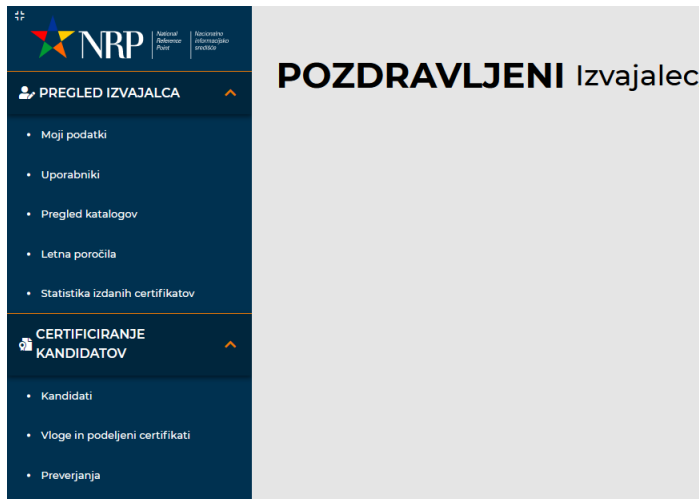 NRP
National
Reference
Point
Nacionalno
informacijsko
središče
PREGLED IZVAJALCA
Moji podatki
Uporabniki
Pregled katalogov
Letna poročila
Statistika izdanih certifikatov
CERTIFICIRANJE
KANDIDATOV
Kandidati
Vloge in podeljeni certifikati
Preverjanja
POZDRAVLJENI Izvajalec